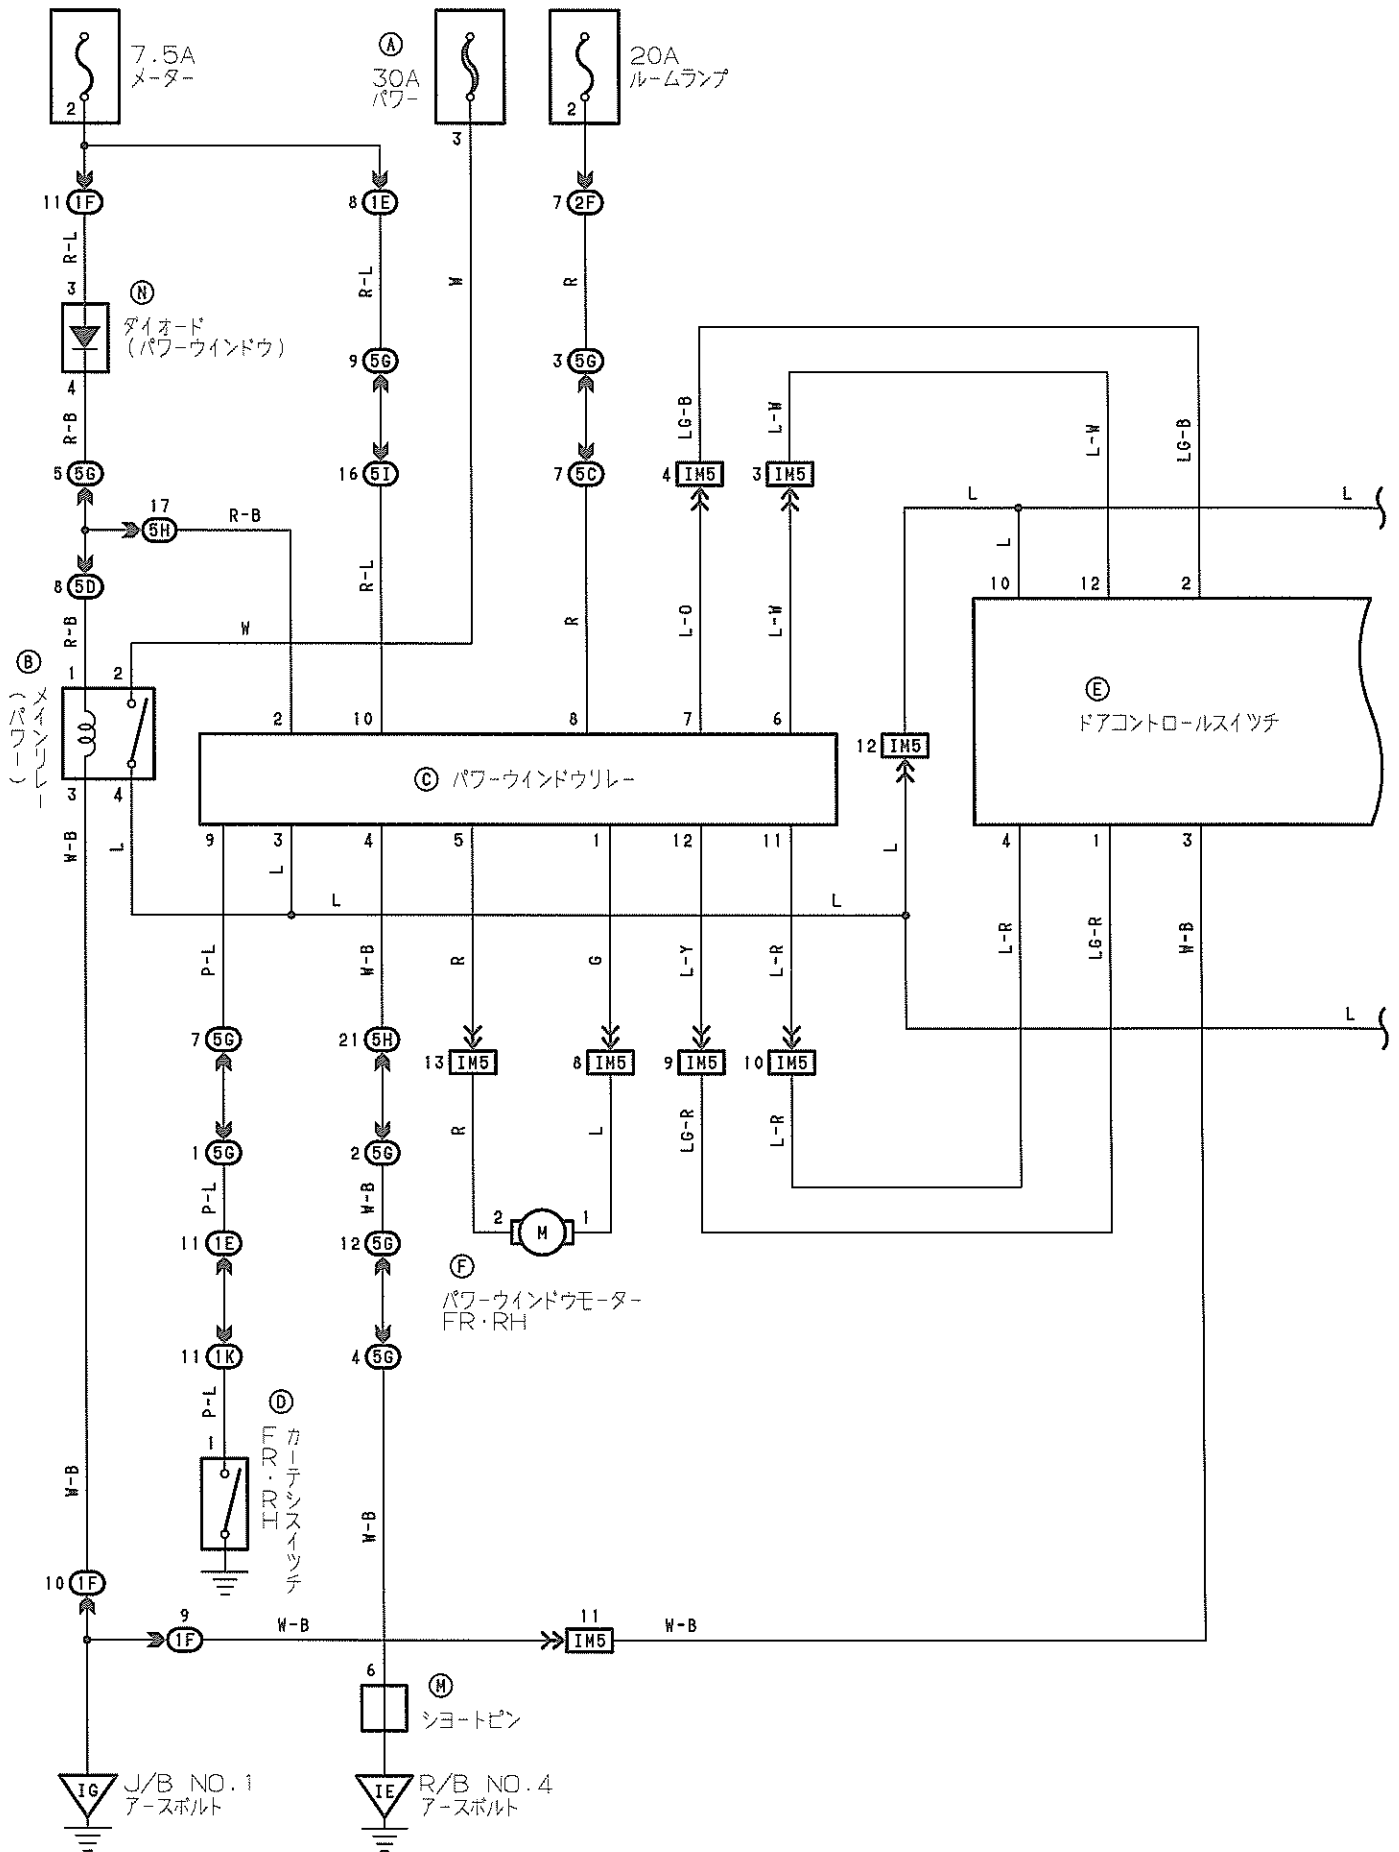 7.5A
メーター
2
Ⓐ
30A
パワー
3
20A
ルームランプ
2
11 1F
8 1E
7 2F
R-L
R-L
W
R
3
Ⓝ
ダイオード
(パワーウインドウ)
4
9 5G
3 5G
R-B
LG-B
L-W
L-W
LG-B
5 5G
16 5I
7 5C
4 IM5
3 IM5
17
5H
R-B
L
L
8 5D
R-L
L
10
12
2
R-B
W
R
L-O
L-W
Ⓑ
メインリレー
(パワー)
1
2
3
4
2
10
8
7
6
Ⓒ パワーウインドウリレー
12 IM5
Ⓔ
ドアコントロールスイッチ
9
3
4
5
1
12
11
4
1
3
W-B
L
L
L
L
L
P-L
W-B
R
G
L-Y
L-R
L-R
LG-R
W-B
L
7 5G
21 5H
13 IM5
8 IM5
9 IM5
10 IM5
R
L
LG-R
L-R
1 5G
2 5G
P-L
W-B
2
M
1
11 1E
12 5G
Ⓕ
パワーウインドウモーター
FR・RH
11 1K
4 5G
P-L
Ⓓ
カーテシスイッチ
FR・RH
1
W-B
W-B
10 1F
9
1F
W-B
11
IM5
W-B
6
Ⓜ
ショートピン
IG
J/B NO.1
アースボルト
IE
R/B NO.4
アースボルト